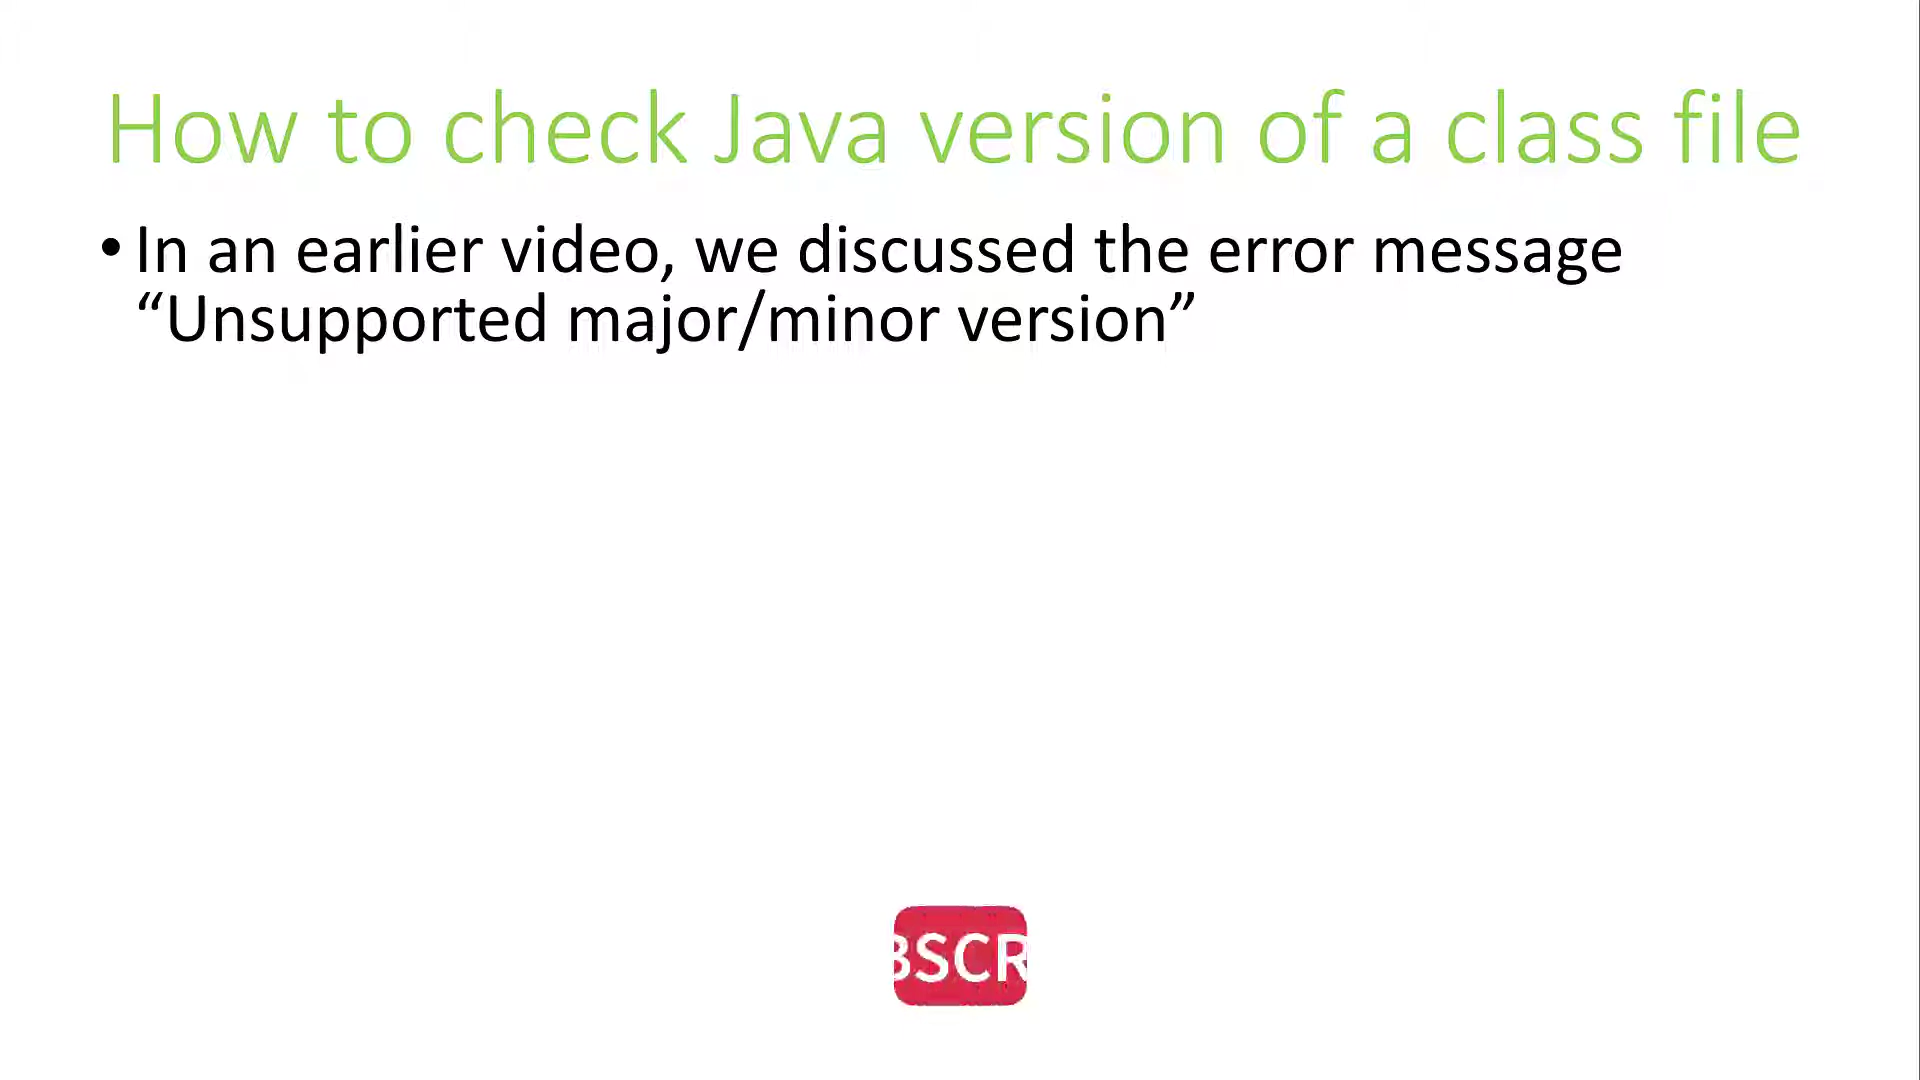 How to check Java version of a class file
• In an earlier video, we discussed the error message
“Unsupported major/minor version”
BSCR